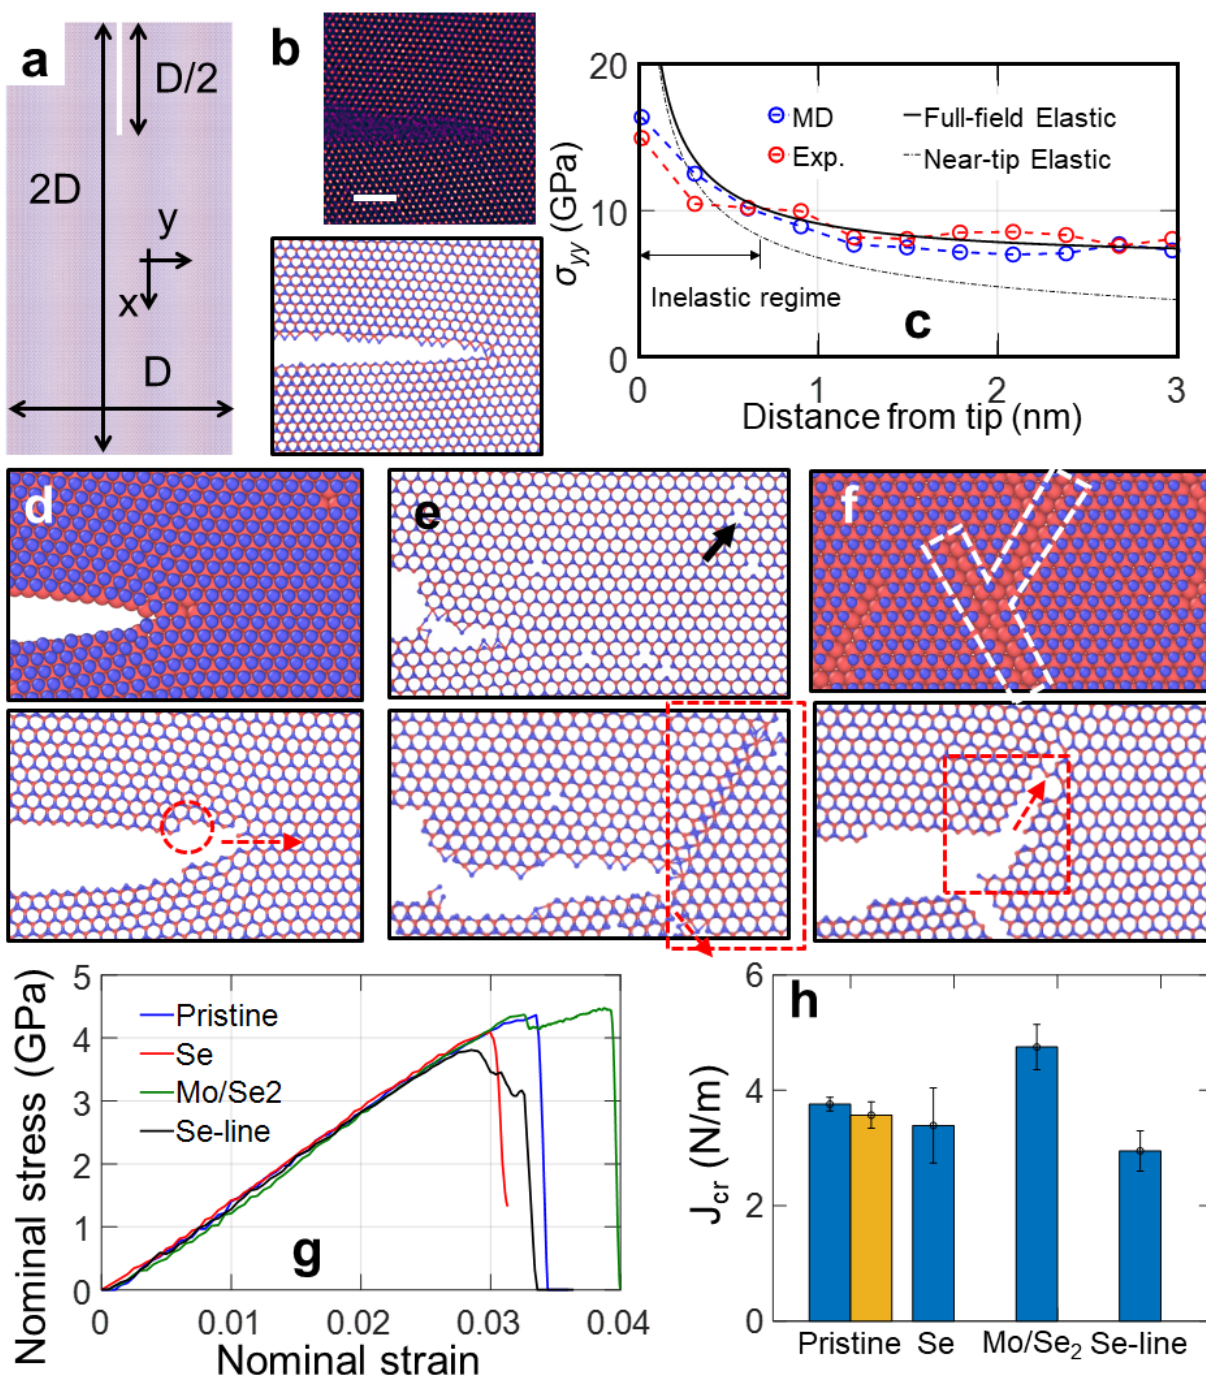 a
D/2
2D
y
x
D
b
20
10
0
σyy (GPa)
MD
Exp.
Full-field Elastic
Near-tip Elastic
Inelastic regime
c
0
1
2
3
Distance from tip (nm)
d
e
f
5
4
3
2
1
0
Nominal stress (GPa)
Pristine
Se
Mo/Se2
Se-line
g
0
0.01
0.02
0.03
0.04
Nominal strain
h
6
4
2
0
Jcr (N/m)
Pristine
Se
Mo/Se2
Se-line